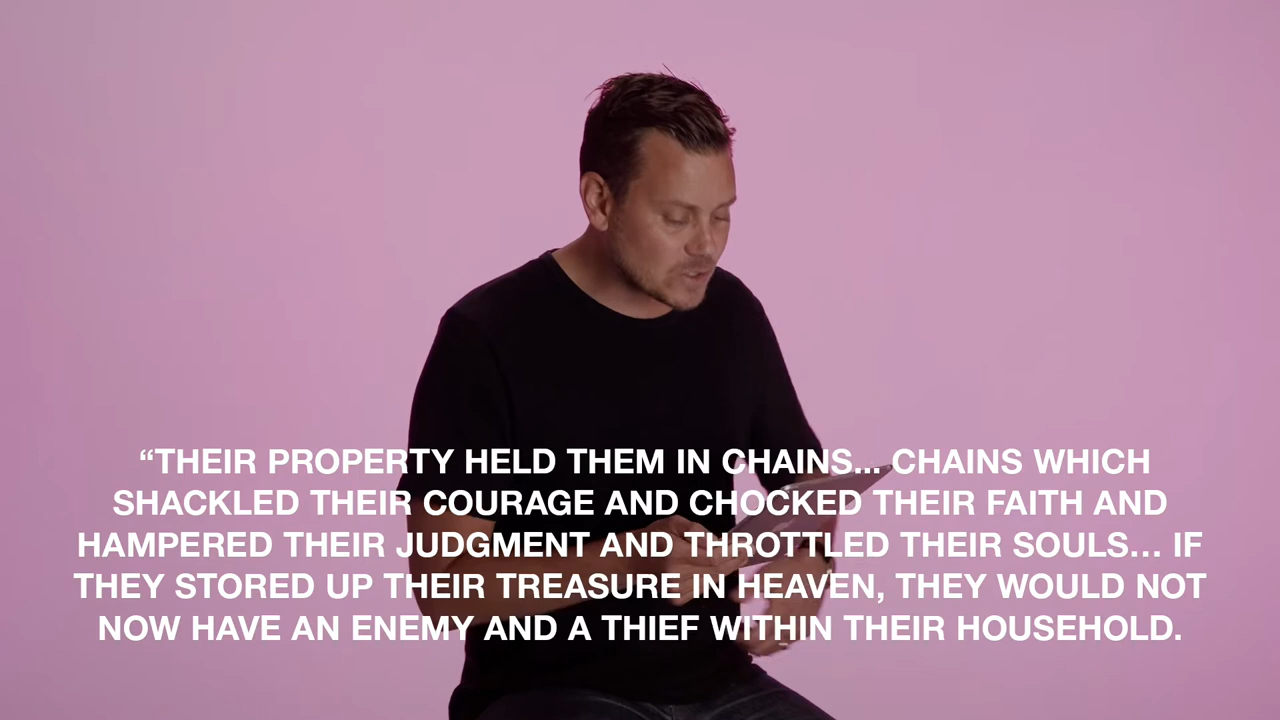 “THEIR PROPERTY HELD THEM IN CHAINS... CHAINS WHICH
SHACKLED THEIR COURAGE AND CHOCKED THEIR FAITH AND
HAMPERED THEIR JUDGMENT AND THROTTLED THEIR SOULS... IF
THEY STORED UP THEIR TREASURE IN HEAVEN, THEY WOULD NOT
NOW HAVE AN ENEMY AND A THIEF WITHIN THEIR HOUSEHOLD.